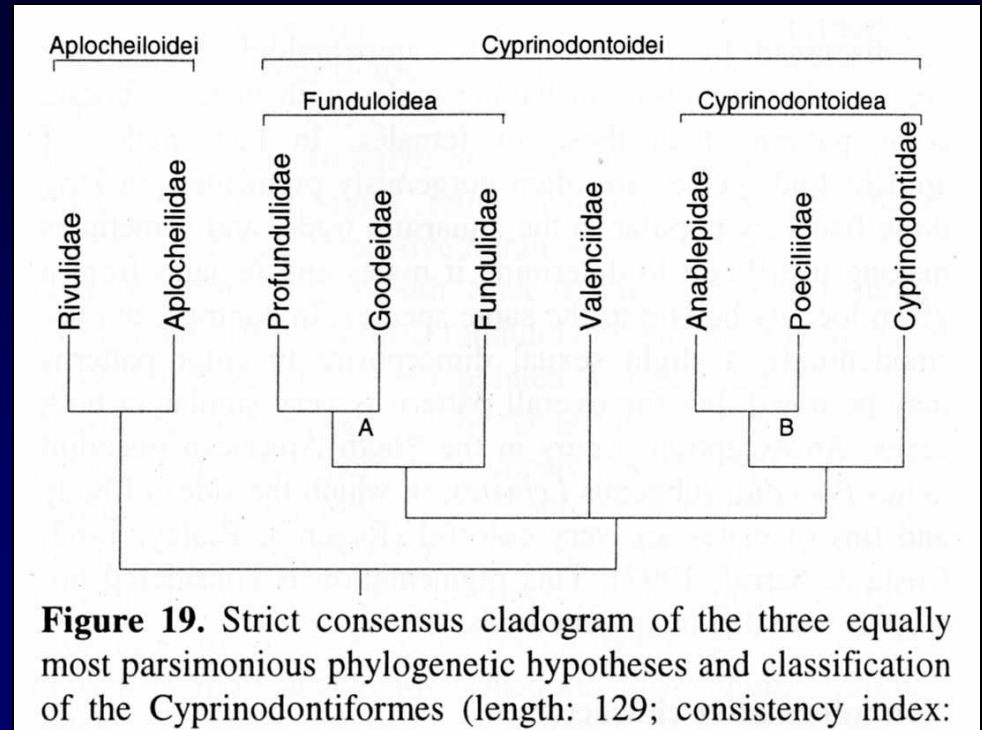 Aplocheiloidei Cyprinodontoidei
Funduloidea Cyprinodontoidea
Rivulidae Aplocheilidae Profundulidae Goodeidae Fundulidae Valenciidae Anablepidae Poeciliidae Cyprinodontidae
A B
Figure 19. Strict consensus cladogram of the three equally
most parsimonious phylogenetic hypotheses and classification
of the Cyprinodontiformes (length: 129; consistency index: